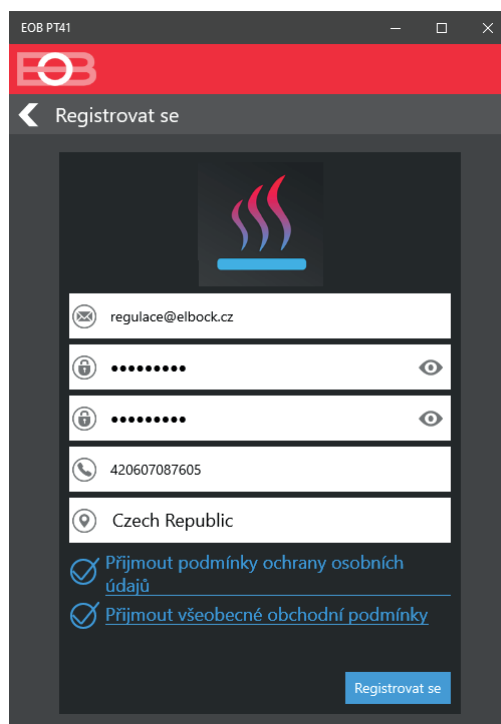 EOB PT41
EOB
Registrovat se
regulace@elbock.cz
•••••••••
•••••••••
420607087605
Czech Republic
Přijmout podmínky ochrany osobních
údajů
Přijmout všeobecné obchodní podmínky
Registrovat se